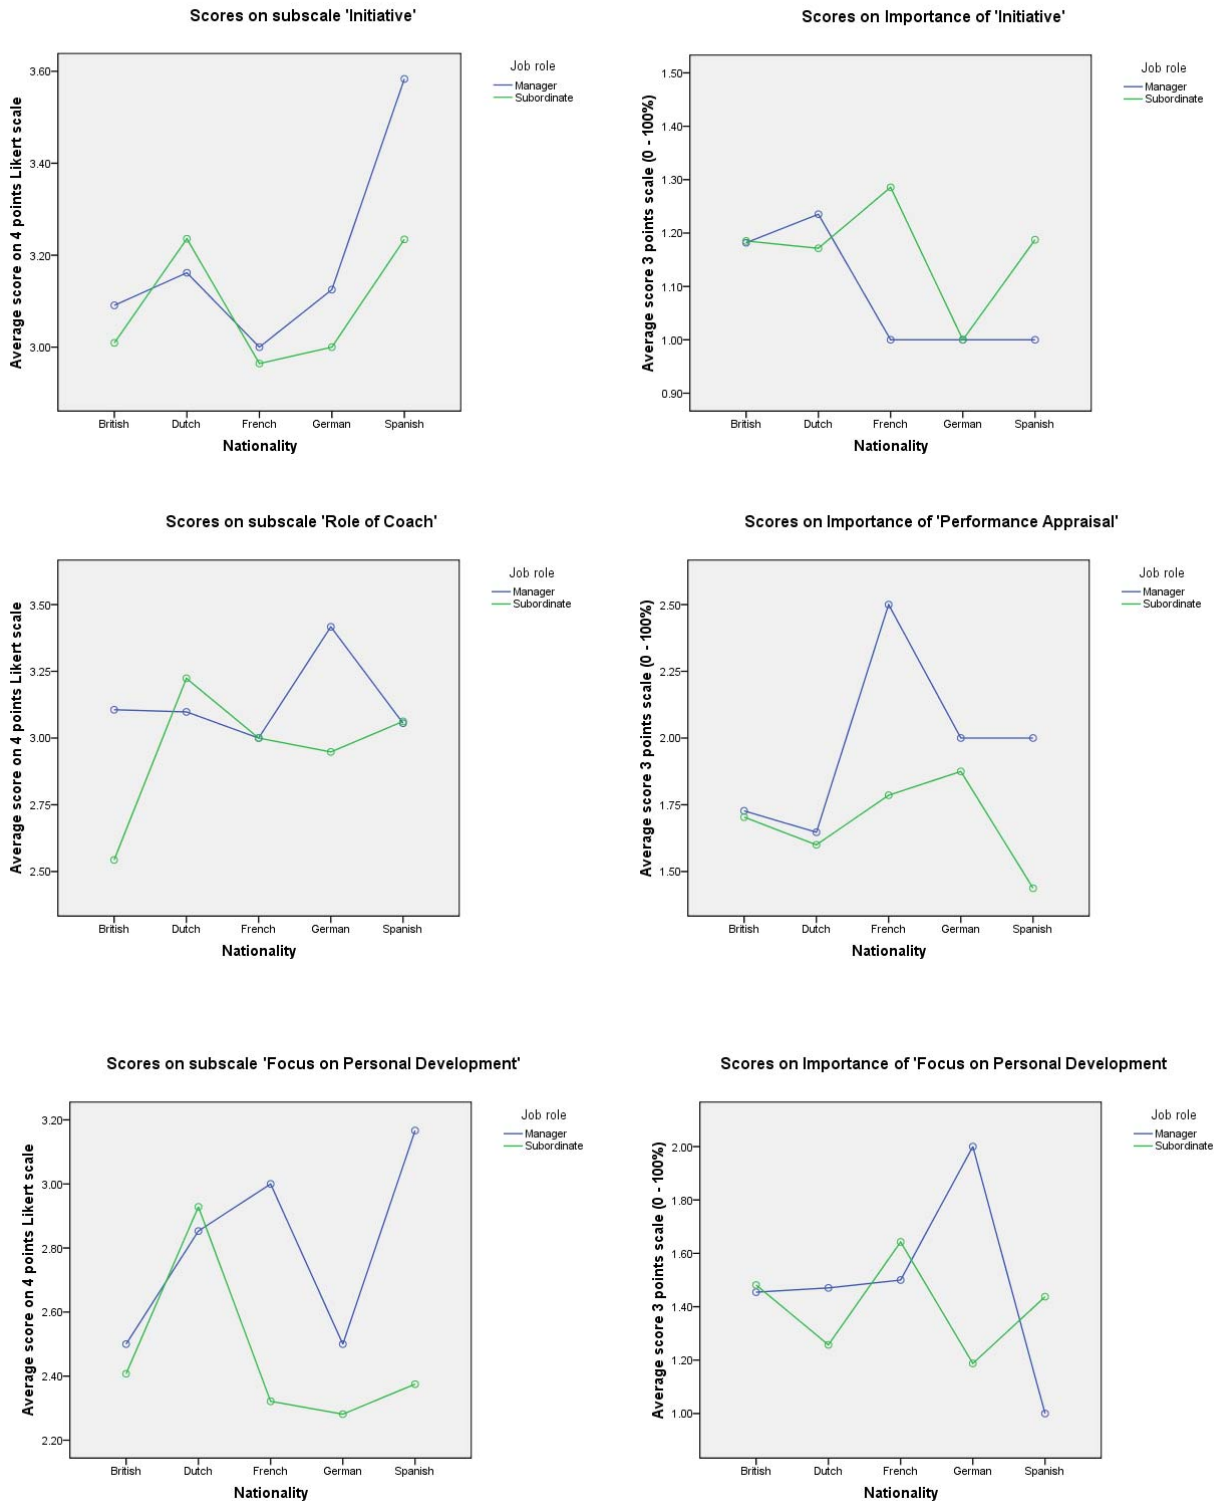 Scores on subscale 'Initiative'
Job role
Manager
Subordinate
Average score on 4 points Likert scale
3.60
3.40
3.20
3.00
British Dutch French German Spanish
Nationality
Scores on Importance of 'Initiative'
Job role
Manager
Subordinate
Average score 3 points scale (0 - 100%)
1.50
1.40
1.30
1.20
1.10
1.00
0.90
British Dutch French German Spanish
Nationality
Scores on subscale 'Role of Coach'
Job role
Manager
Subordinate
Average score on 4 points Likert scale
3.50
3.25
3.00
2.75
2.50
British Dutch French German Spanish
Nationality
Scores on Importance of 'Performance Appraisal'
Job role
Manager
Subordinate
Average score 3 points scale (0 - 100%)
2.50
2.25
2.00
1.75
1.50
British Dutch French German Spanish
Nationality
Scores on subscale 'Focus on Personal Development'
Job role
Manager
Subordinate
Average score on 4 points Likert scale
3.20
3.00
2.80
2.60
2.40
2.20
British Dutch French German Spanish
Nationality
Scores on Importance of 'Focus on Personal Development
Job role
Manager
Subordinate
Average score 3 points scale (0 - 100%)
2.00
1.80
1.60
1.40
1.20
1.00
British Dutch French German Spanish
Nationality